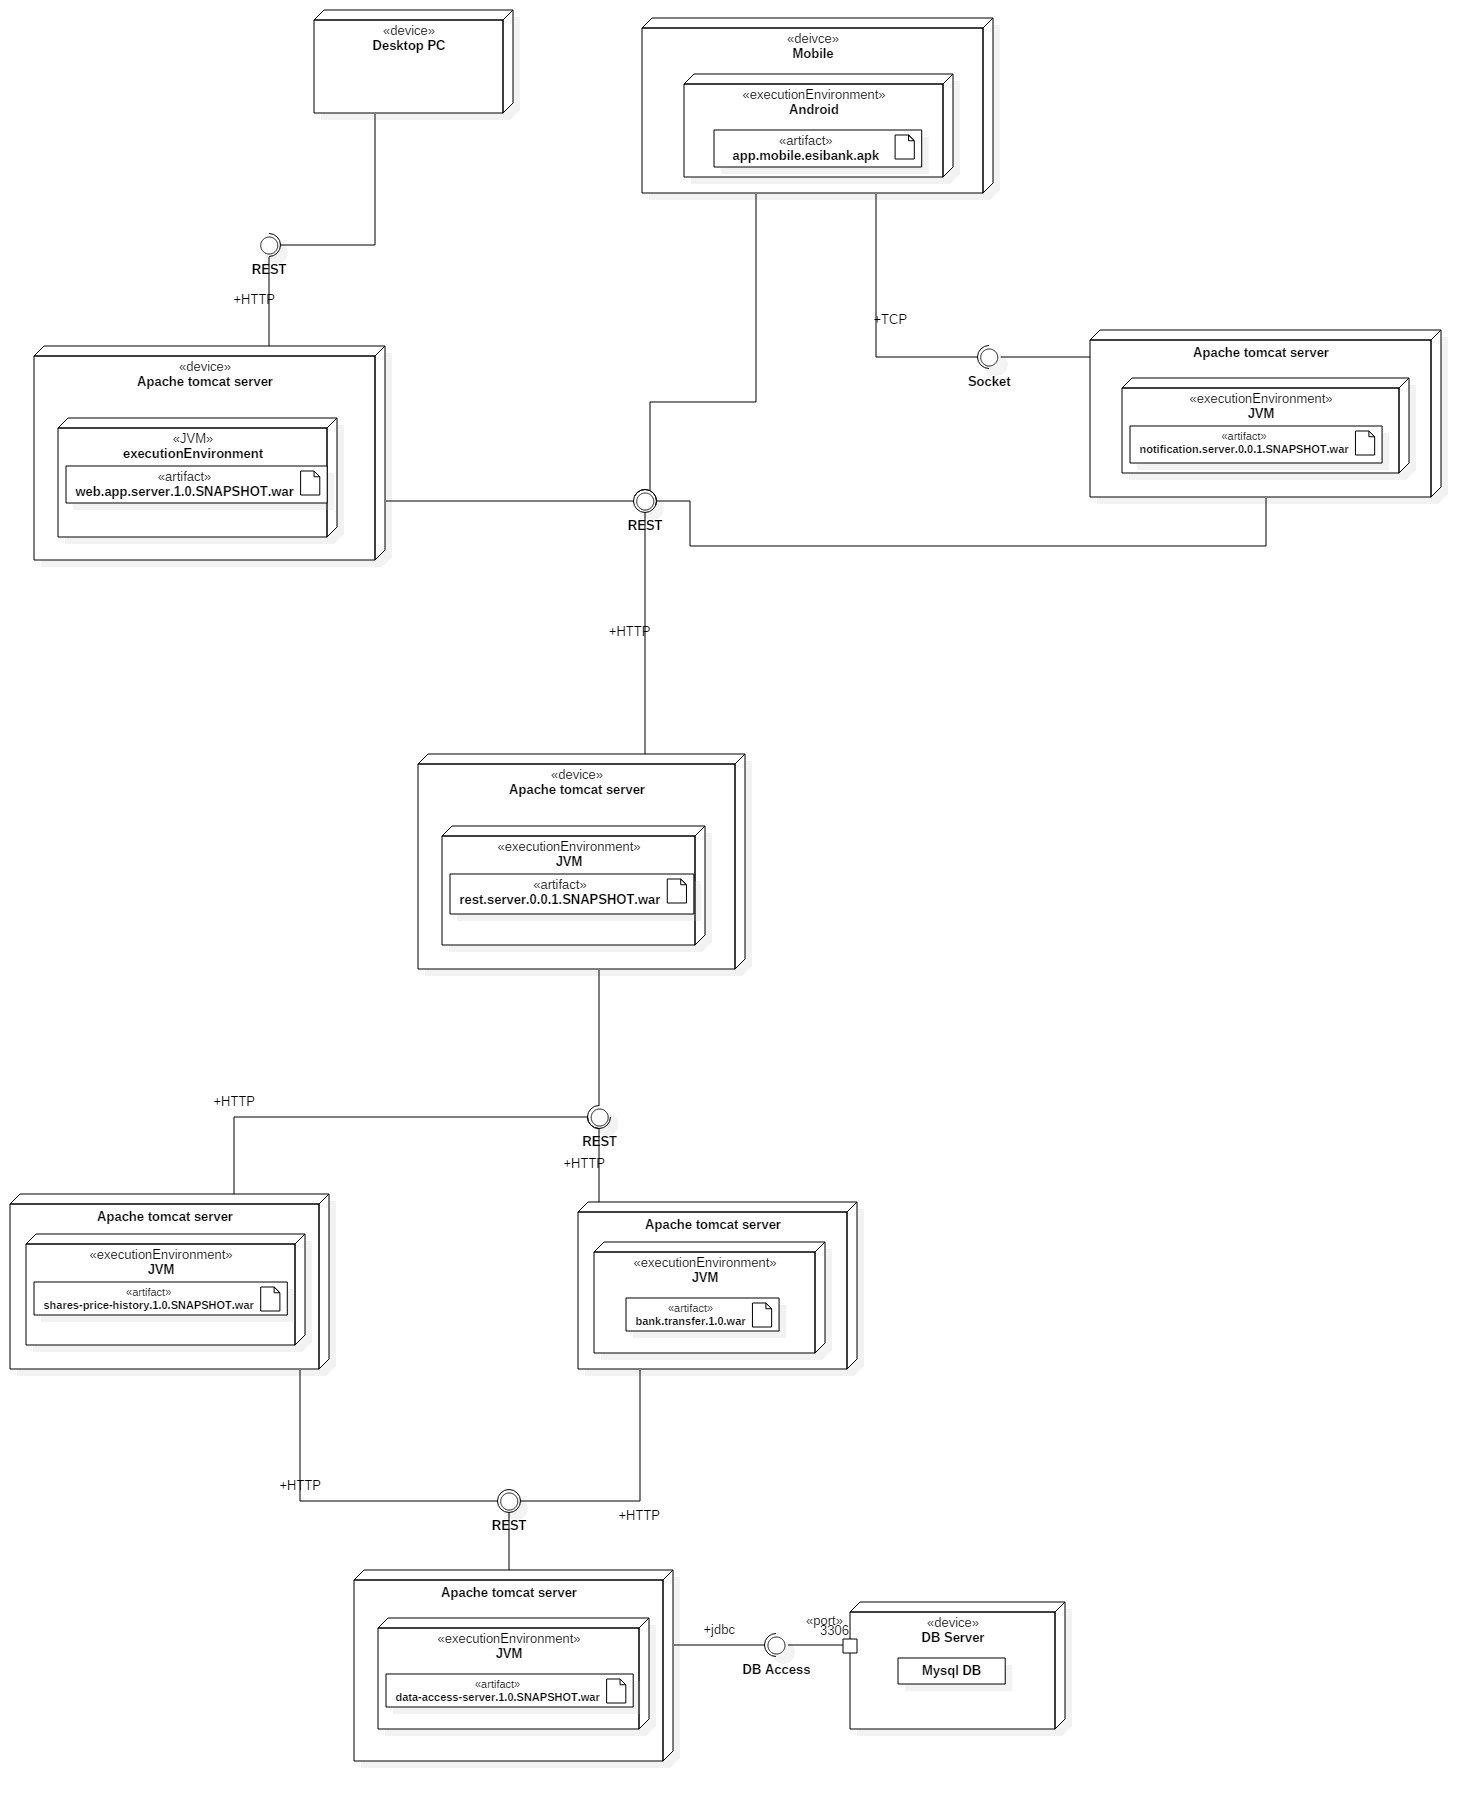 «device»
Desktop PC
«deivce»
Mobile
«executionEnvironment»
Android
«artifact»
app.mobile.esibank.apk
REST
+HTTP
+TCP
Socket
Apache tomcat server
«executionEnvironment»
JVM
«artifact»
notification.server.0.0.1.SNAPSHOT.war
«device»
Apache tomcat server
«JVM»
executionEnvironment
«artifact»
web.app.server.1.0.SNAPSHOT.war
REST
+HTTP
«device»
Apache tomcat server
«executionEnvironment»
JVM
«artifact»
rest.server.0.0.1.SNAPSHOT.war
+HTTP
REST
+HTTP
Apache tomcat server
«executionEnvironment»
JVM
«artifact»
shares-price-history.1.0.SNAPSHOT.war
Apache tomcat server
«executionEnvironment»
JVM
«artifact»
bank.transfer.1.0.war
+HTTP
REST
+HTTP
Apache tomcat server
«executionEnvironment»
JVM
«artifact»
data-access-server.1.0.SNAPSHOT.war
+jdbc
DB Access
«port»
3306
«device»
DB Server
Mysql DB